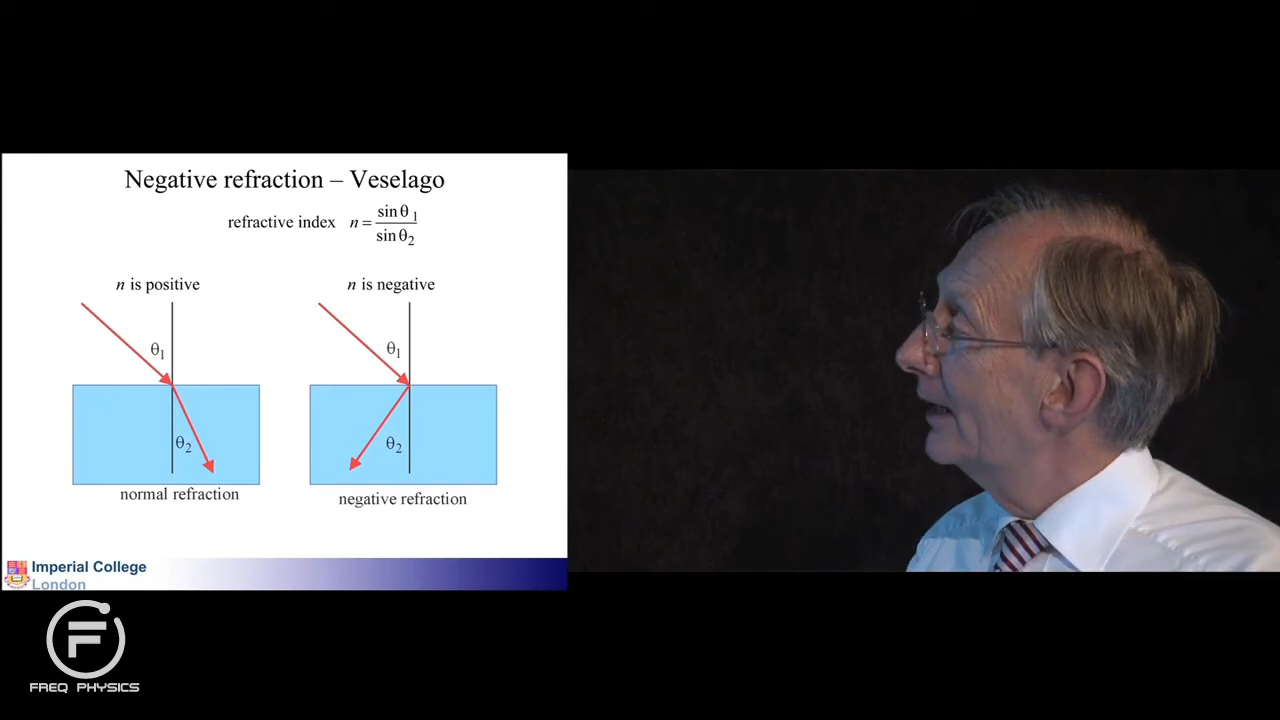 Negative refraction – Veselago
refractive index n = sin θ1 / sin θ2
n is positive
n is negative
θ1
θ1
θ2
θ2
normal refraction
negative refraction
Imperial College
London
FREQ PHYSICS